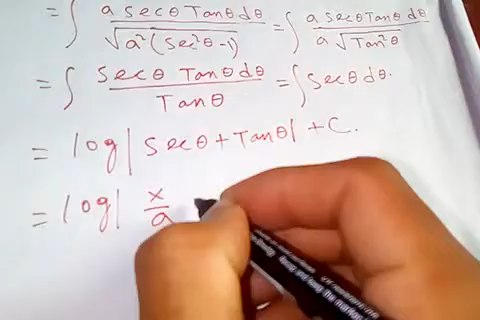 = ∫ a secθ Tanθ dθ / √a²(sec²θ-1) = ∫ a secθ Tanθ dθ / a √Tan²θ
= ∫ secθ Tanθ dθ / Tanθ = ∫ secθ dθ.
= log| secθ + Tanθ| + C.
= log| x/a